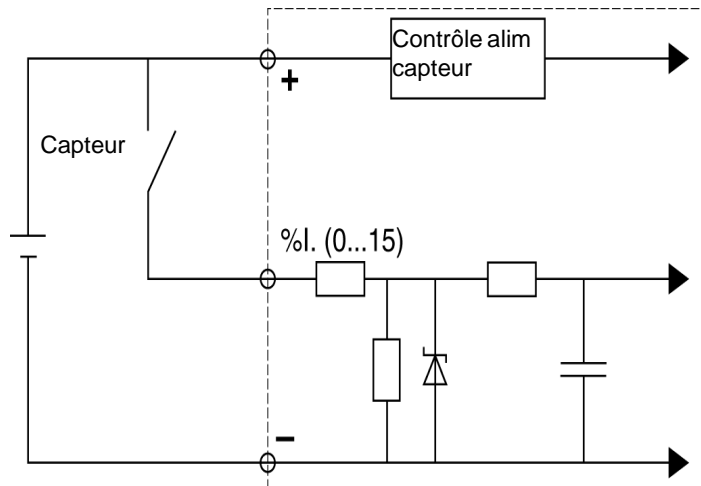 Contrôle alim
capteur
+
Capteur
%I. (0...15)
−